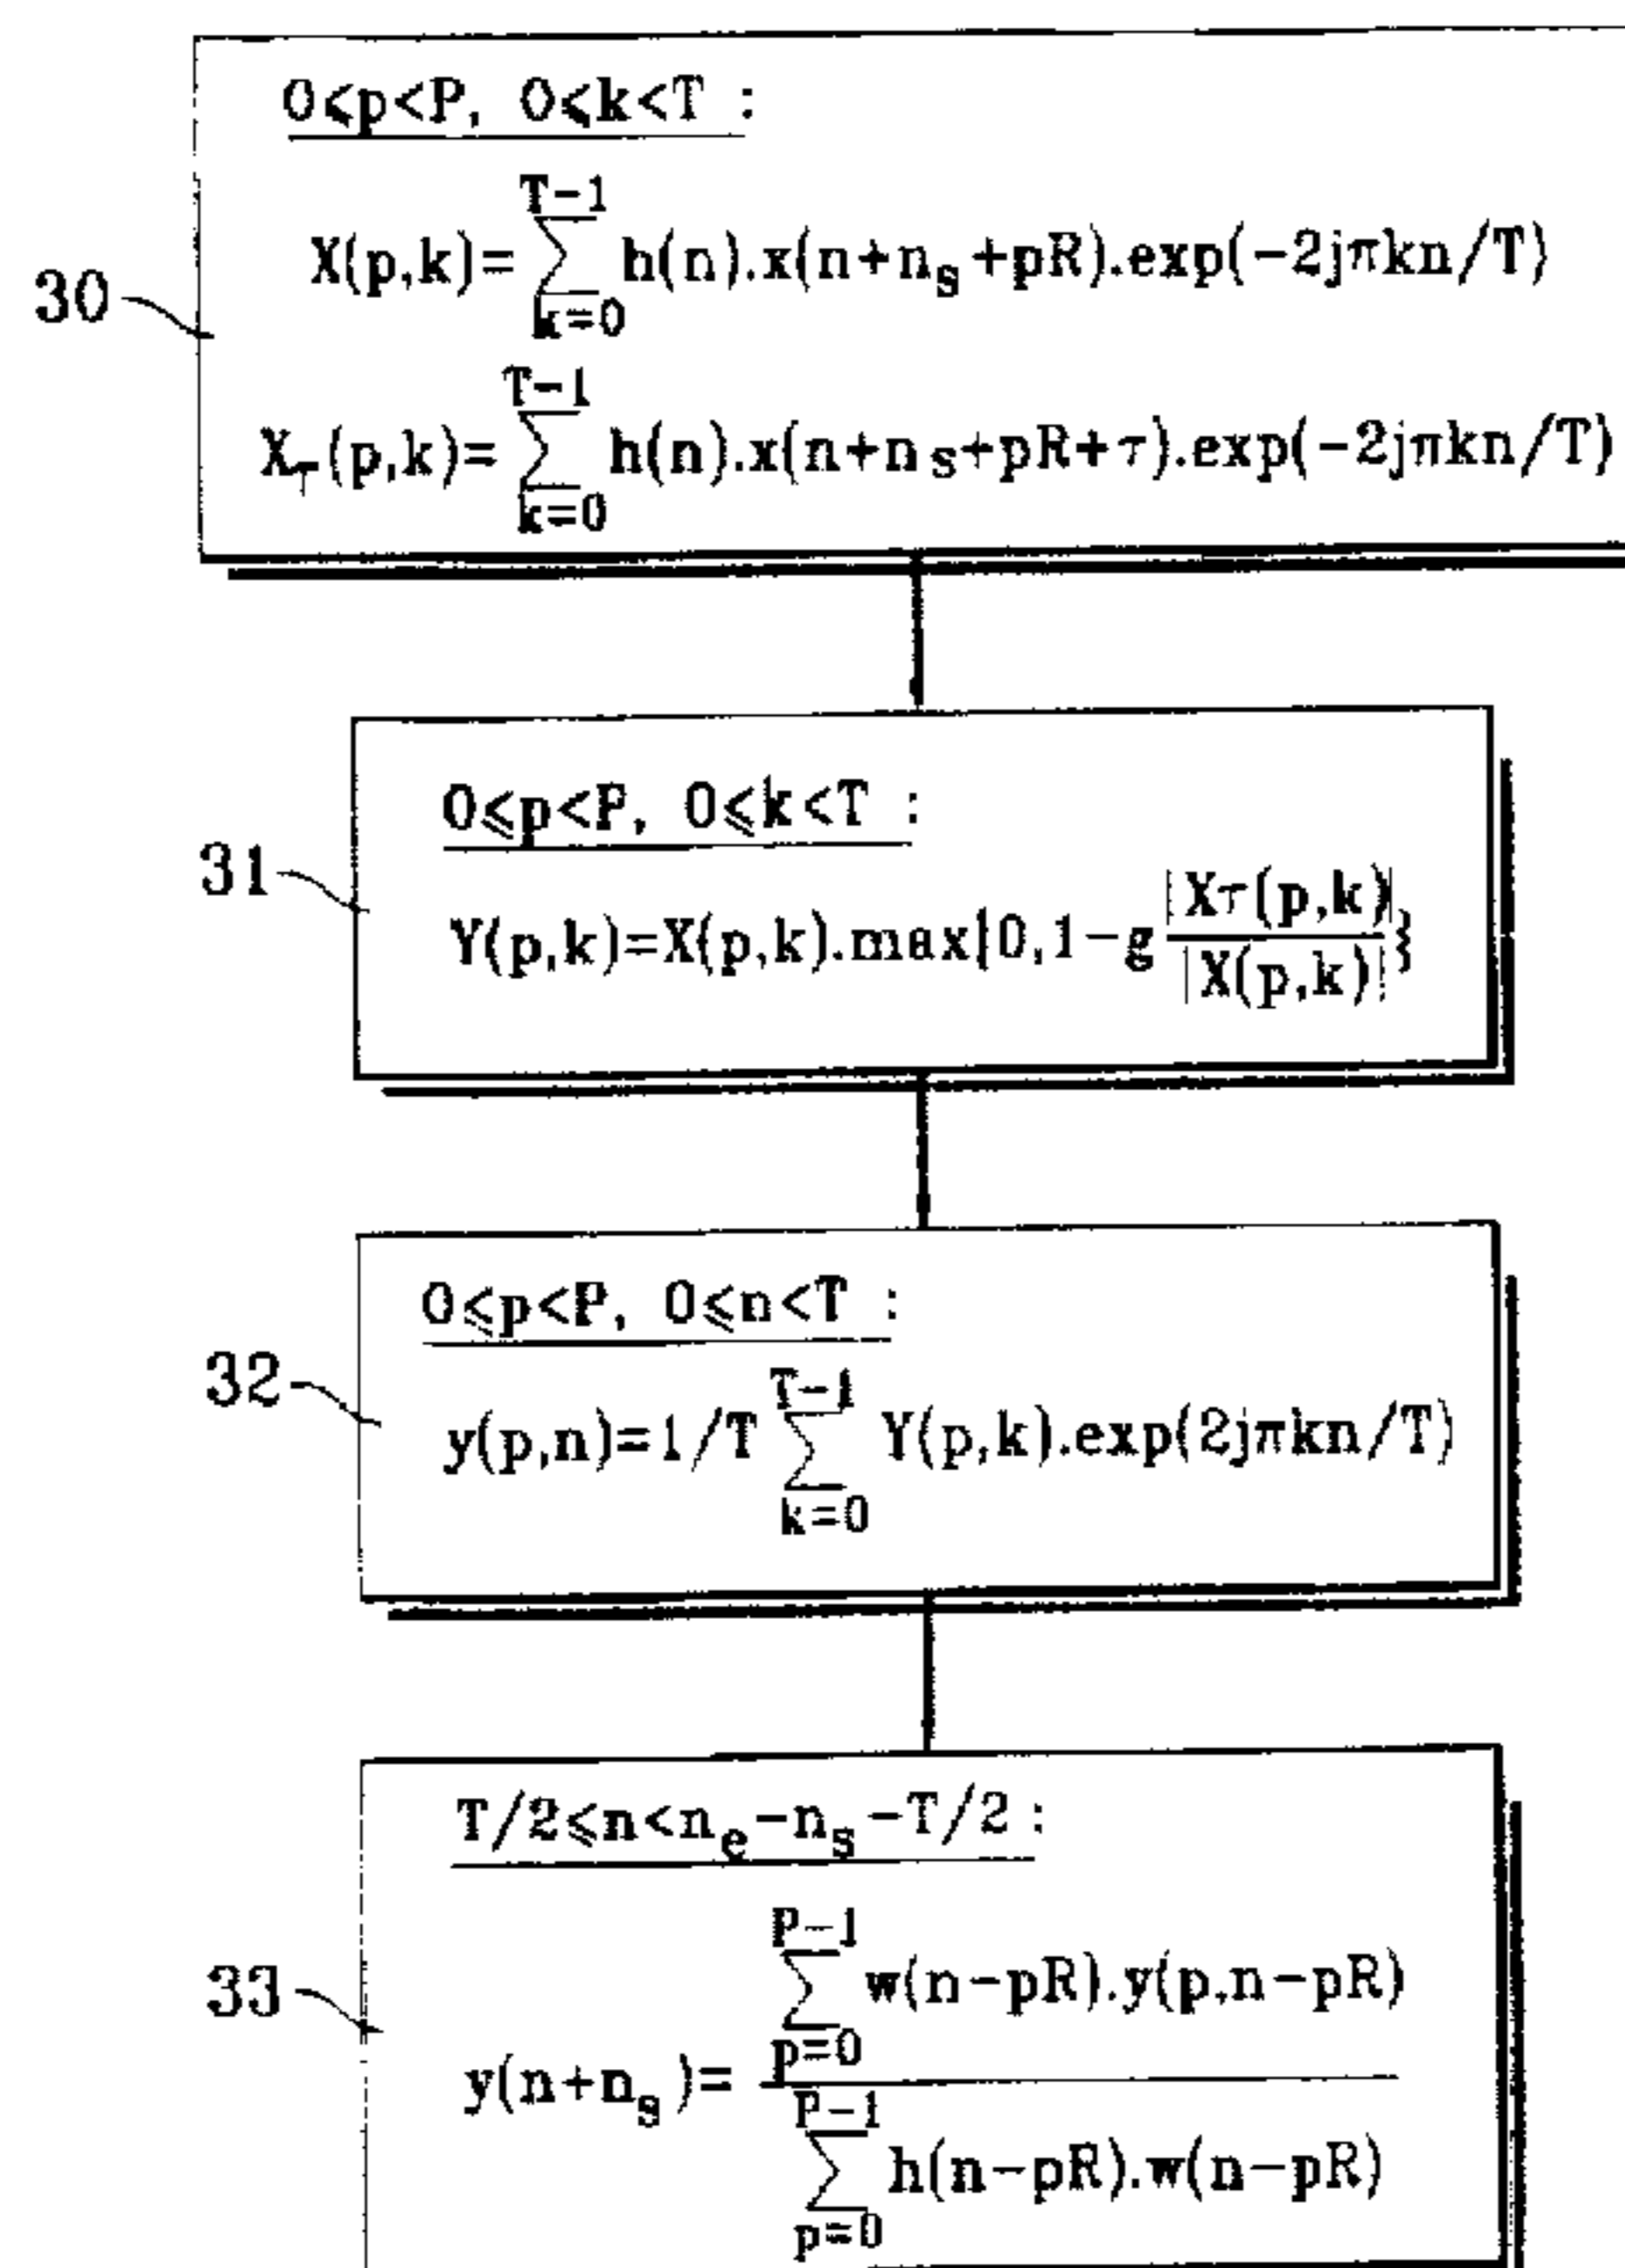 0⩽p<P, 0⩽k<T :
T-1
X(p,k)=∑ h(n).x(n+n_s+pR).exp(-2jπkn/T)
k=0
30
T-1
X_τ(p,k)=∑ h(n).x(n+n_s+pR+τ).exp(-2jπkn/T)
k=0
0⩽p<P, 0⩽k<T :
31
|Xτ(p,k)|
Y(p,k)=X(p,k).max{0,1-g }
|X(p,k)|
0⩽p<P, 0⩽n<T :
32
T-1
y(p,n)=1/T ∑ Y(p,k).exp(2jπkn/T)
k=0
T/2⩽n<n_e-n_s-T/2 :
P-1
∑ w(n-pR).y(p,n-pR)
p=0
33
y(n+n_s)=
P-1
∑ h(n-pR).w(n-pR)
p=0